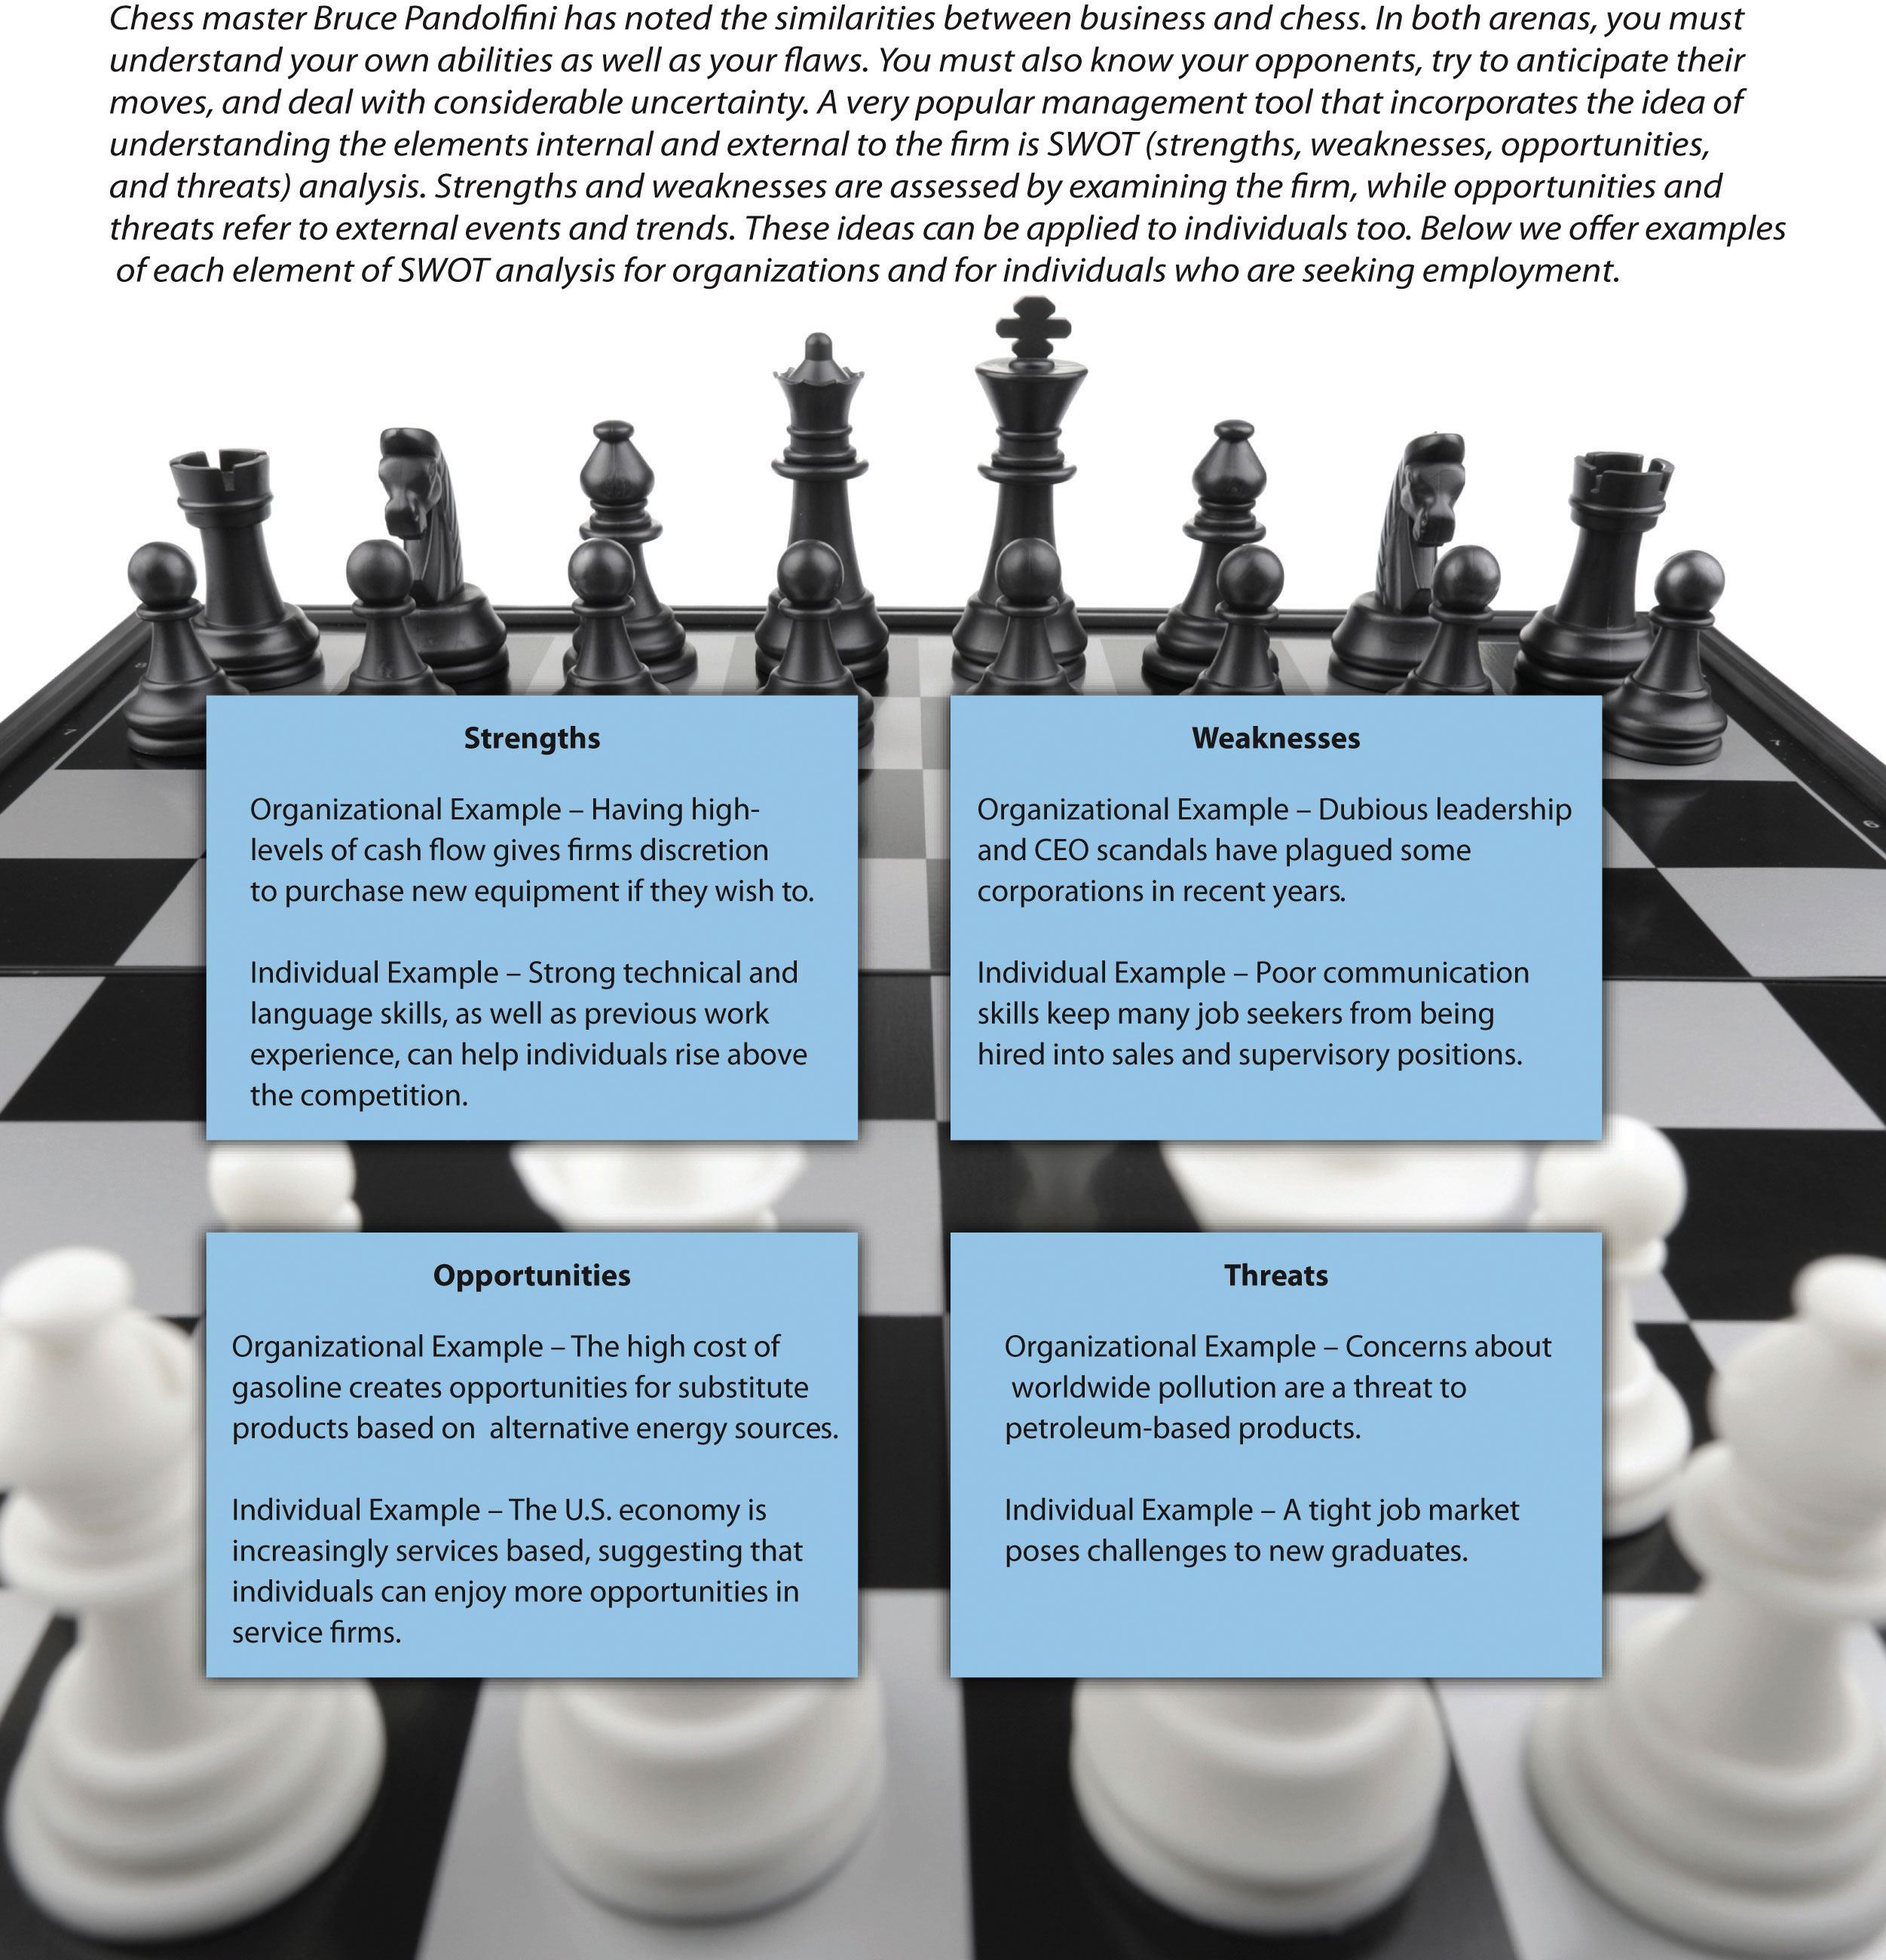 Chess master Bruce Pandolfini has noted the similarities between business and chess. In both arenas, you must
understand your own abilities as well as your flaws. You must also know your opponents, try to anticipate their
moves, and deal with considerable uncertainty. A very popular management tool that incorporates the idea of
understanding the elements internal and external to the firm is SWOT (strengths, weaknesses, opportunities,
and threats) analysis. Strengths and weaknesses are assessed by examining the firm, while opportunities and
threats refer to external events and trends. These ideas can be applied to individuals too. Below we offer examples
of each element of SWOT analysis for organizations and for individuals who are seeking employment.
Strengths
Organizational Example – Having high-
levels of cash flow gives firms discretion
to purchase new equipment if they wish to.
Individual Example – Strong technical and
language skills, as well as previous work
experience, can help individuals rise above
the competition.
Weaknesses
Organizational Example – Dubious leadership
and CEO scandals have plagued some
corporations in recent years.
Individual Example – Poor communication
skills keep many job seekers from being
hired into sales and supervisory positions.
Opportunities
Organizational Example – The high cost of
gasoline creates opportunities for substitute
products based on alternative energy sources.
Individual Example – The U.S. economy is
increasingly services based, suggesting that
individuals can enjoy more opportunities in
service firms.
Threats
Organizational Example – Concerns about
worldwide pollution are a threat to
petroleum-based products.
Individual Example – A tight job market
poses challenges to new graduates.